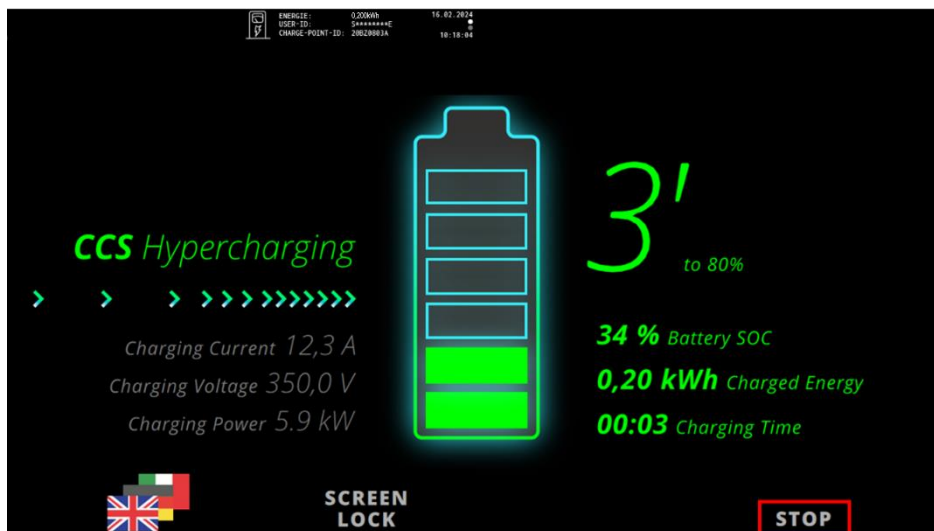 ENERGIE: 0,200kWh
USER-ID: S********E
CHARGE-POINT-ID: 20BZ0803A
16.02.2024
10:18:04
CCS Hypercharging
Charging Current 12,3 A
Charging Voltage 350,0 V
Charging Power 5.9 kW
3'
to 80%
34 % Battery SOC
0,20 kWh Charged Energy
00:03 Charging Time
SCREEN
LOCK
STOP